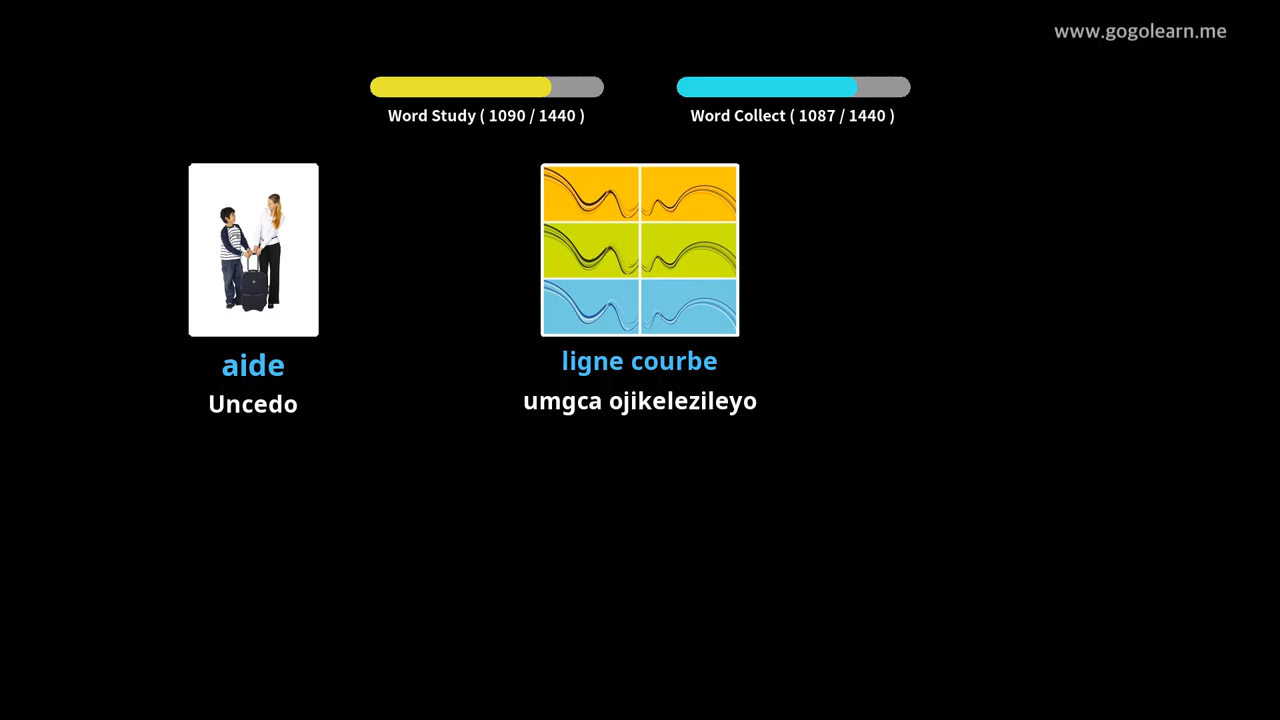 www.gogolearn.me
Word Study ( 1090 / 1440 )
Word Collect ( 1087 / 1440 )
aide
Uncedo
ligne courbe
umgca ojikelezileyo